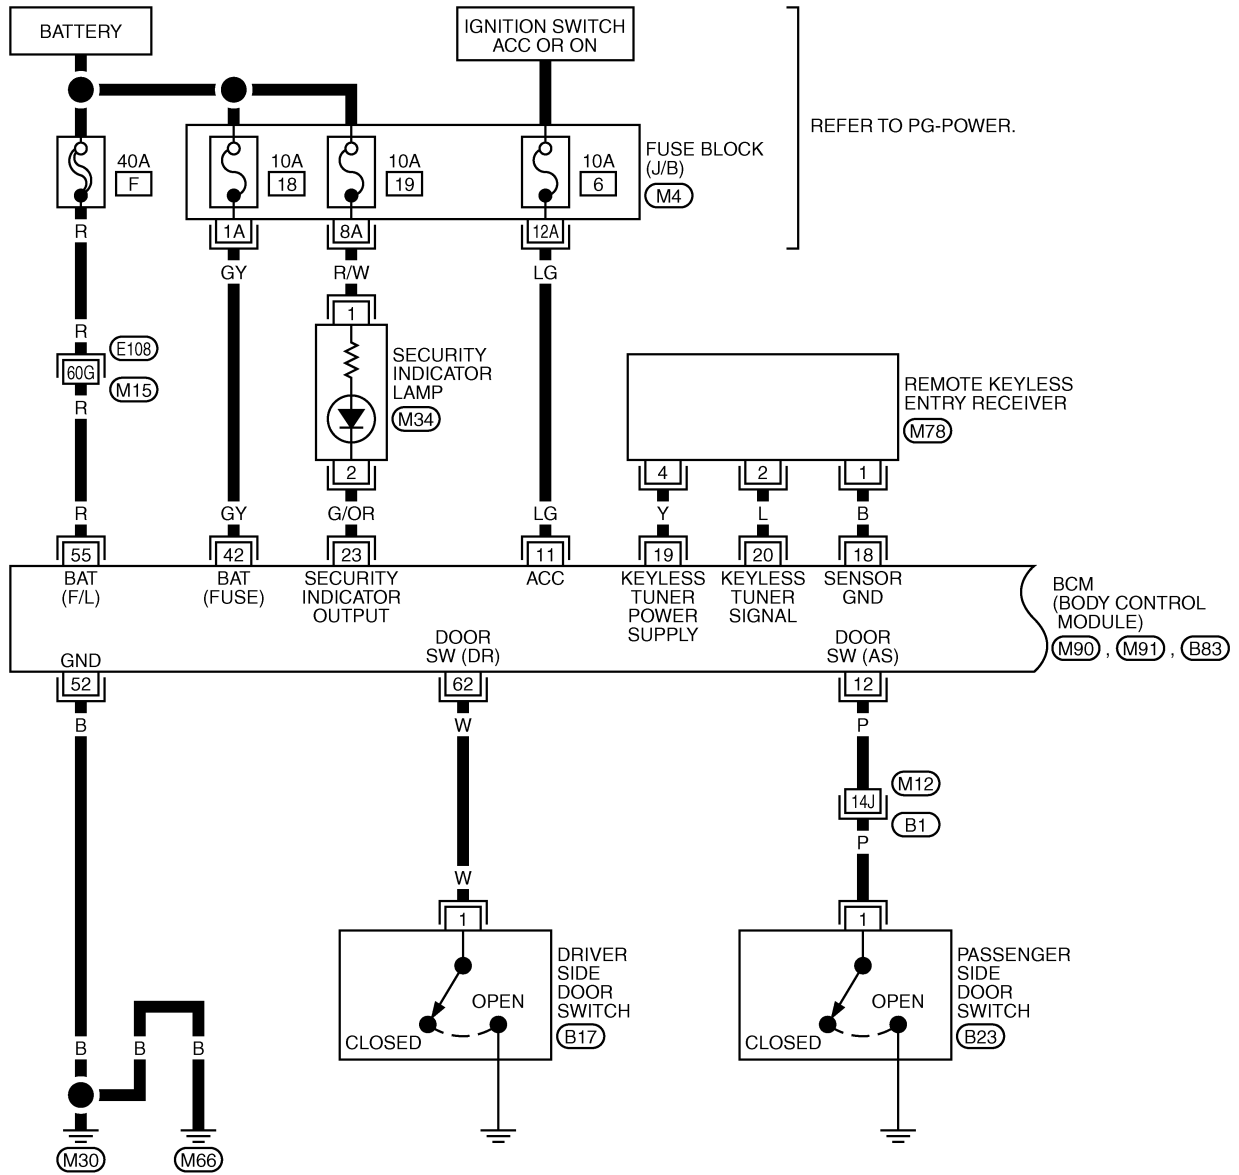 BATTERY
IGNITION SWITCH
ACC OR ON
REFER TO PG-POWER.
40A
F
10A
18
10A
19
10A
6
FUSE BLOCK
(J/B)
M4
R
1A
8A
12A
GY
R/W
LG
1
R
E108
60G
M15
R
SECURITY
INDICATOR
LAMP
M34
REMOTE KEYLESS
ENTRY RECEIVER
M78
2
4
2
1
R
GY
G/OR
LG
Y
L
B
55
42
23
11
19
20
18
BAT
(F/L)
BAT
(FUSE)
SECURITY
INDICATOR
OUTPUT
ACC
KEYLESS
TUNER
POWER
SUPPLY
KEYLESS
TUNER
SIGNAL
SENSOR
GND
BCM
(BODY CONTROL
MODULE)
M90 , M91 , B83
GND
DOOR
SW (DR)
DOOR
SW (AS)
52
62
12
B
W
P
M12
14J
B1
P
W
1
1
DRIVER
SIDE
DOOR
SWITCH
B17
OPEN
CLOSED
PASSENGER
SIDE
DOOR
SWITCH
B23
OPEN
CLOSED
B
B
B
M30
M66